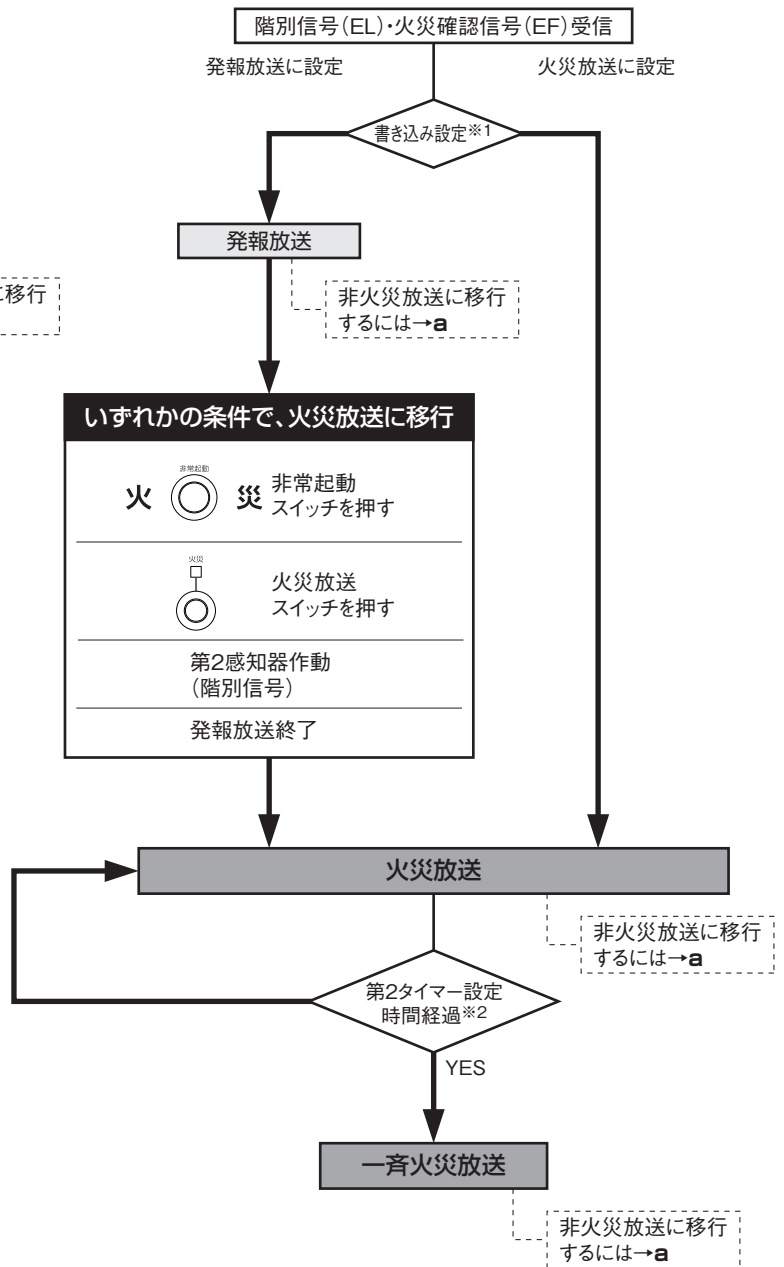 階別信号(EL)・火災確認信号(EF)受信
発報放送に設定
火災放送に設定
書き込み設定※1
発報放送
に移行
非火災放送に移行
するには→a
いずれかの条件で、火災放送に移行
非常起動
火 災
非常起動
スイッチを押す
火災
火災放送
スイッチを押す
第2感知器作動
(階別信号)
発報放送終了
火災放送
非火災放送に移行
するには→a
第2タイマー設定
時間経過※2
YES
一斉火災放送
非火災放送に移行
するには→a